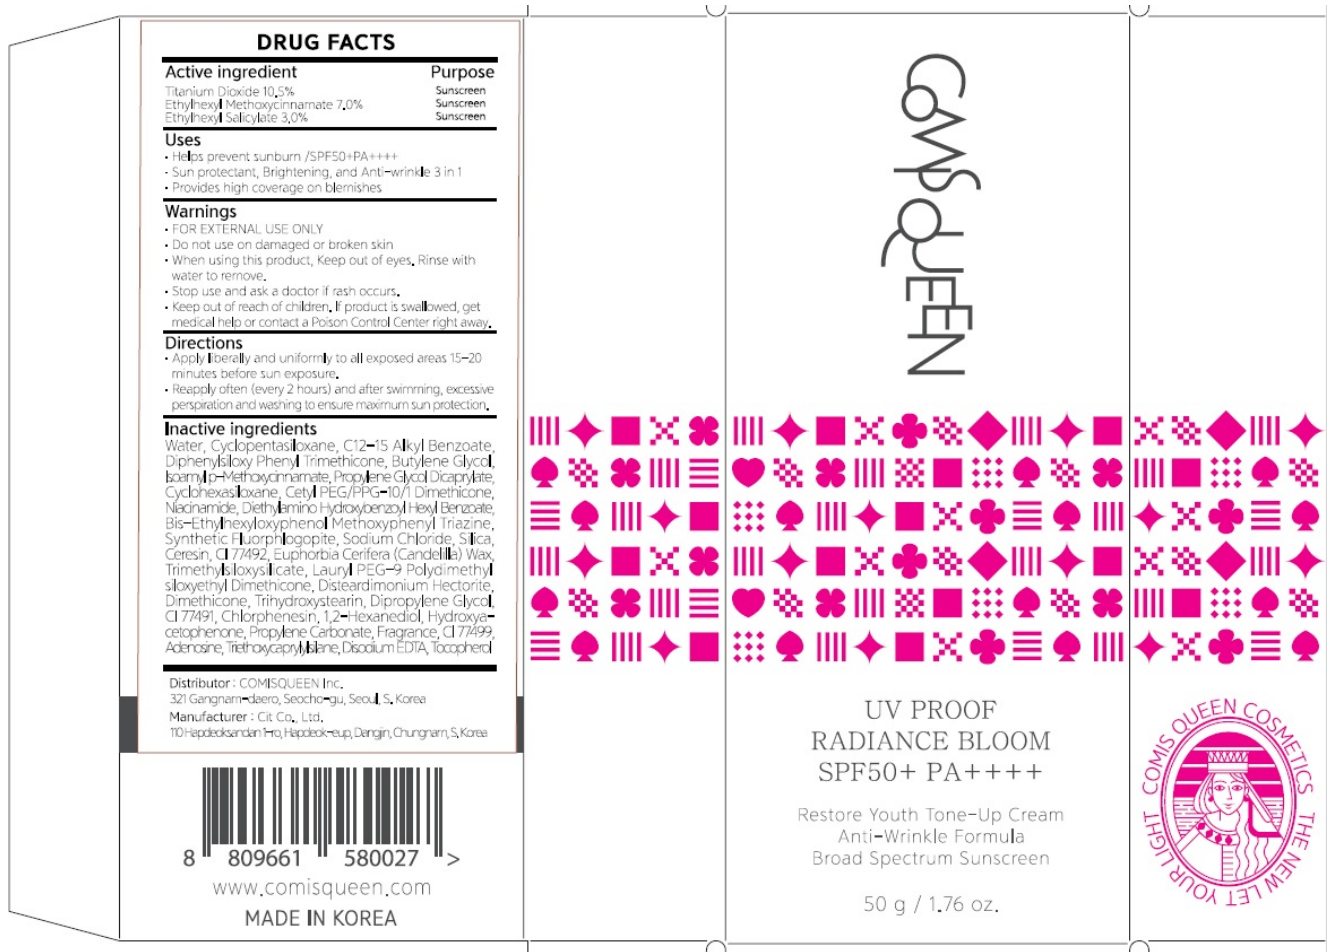 DRUG FACTS
Active ingredient Purpose
Titanium Dioxide 10.5% Sunscreen
Ethylhexyl Methoxycinnamate 7.0% Sunscreen
Ethylhexyl Salicylate 3.0% Sunscreen
Uses
• Helps prevent sunburn /SPF50+PA++++
• Sun protectant, Brightening, and Anti-wrinkle 3 in 1
• Provides high coverage on blemishes
Warnings
• FOR EXTERNAL USE ONLY
• Do not use on damaged or broken skin
• When using this product, Keep out of eyes. Rinse with
water to remove.
• Stop use and ask a doctor if rash occurs.
• Keep out of reach of children. If product is swallowed, get
medical help or contact a Poison Control Center right away.
Directions
• Apply liberally and uniformly to all exposed areas 15-20
minutes before sun exposure.
• Reapply often (every 2 hours) and after swimming, excessive
perspiration and washing to ensure maximum sun protection.
Inactive ingredients
Water, Cyclopentasiloxane, C12-15 Alkyl Benzoate,
Diphenylsiloxy Phenyl Trimethicone, Butylene Glycol,
Isoamyl p-Methoxycinnamate, Propylene Glycol Dicaprylate,
Cyclohexasiloxane, Cetyl PEG/PPG-10/1 Dimethicone,
Niacinamide, Diethylamino Hydroxybenzoyl Hexyl Benzoate,
Bis-Ethylhexyloxyphenol Methoxyphenyl Triazine,
Synthetic Fluorphlogopite, Sodium Chloride, Silica,
Ceresin, CI 77492, Euphorbia Cerifera (Candelilla) Wax,
Trimethylsiloxysilicate, Lauryl PEG-9 Polydimethyl
siloxyethyl Dimethicone, Disteardimonium Hectorite,
Dimethicone, Trihydroxystearin, Dipropylene Glycol,
CI 77491, Chlorphenesin, 1,2-Hexanediol, Hydroxya-
cetophenone, Propylene Carbonate, Fragrance, CI 77499,
Adenosine, Triethoxycaprylylsilane, Disodium EDTA, Tocopherol
Distributor : COMISQUEEN Inc.
321 Gangnam-daero, Seocho-gu, Seoul, S. Korea
Manufacturer : Cit Co., Ltd.
110 Hapdeoksandan 1-ro, Hapdeok-eup, Dangjin, Chungnam, S. Korea
8 809661 580027 >
www.comisqueen.com
MADE IN KOREA
COMISQUEEN
UV PROOF
RADIANCE BLOOM
SPF50+ PA++++
Restore Youth Tone-Up Cream
Anti-Wrinkle Formula
Broad Spectrum Sunscreen
50 g / 1.76 oz.
COMIS QUEEN COSMETICS THE NEW LET YOUR LIGHT